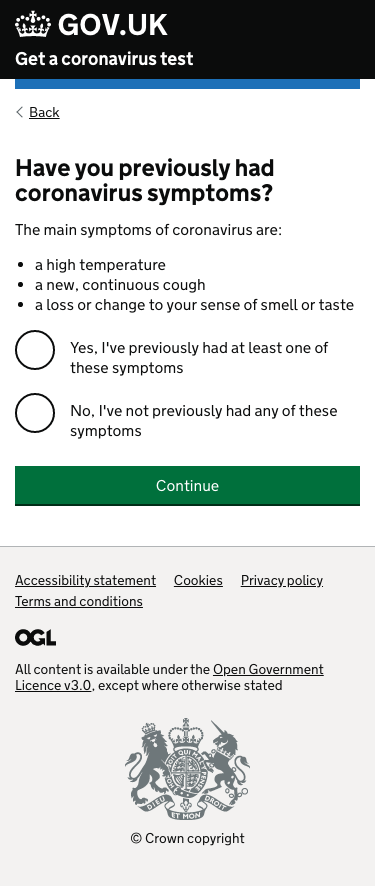 GOV.UK
Get a coronavirus test
Back
Have you previously had
coronavirus symptoms?
The main symptoms of coronavirus are:
a high temperature
a new, continuous cough
a loss or change to your sense of smell or taste
Yes, I've previously had at least one of
these symptoms
No, I've not previously had any of these
symptoms
Continue
Accessibility statement Cookies Privacy policy
Terms and conditions
OGL
All content is available under the Open Government
Licence v3.0, except where otherwise stated
DIEU ET MON DROIT
© Crown copyright